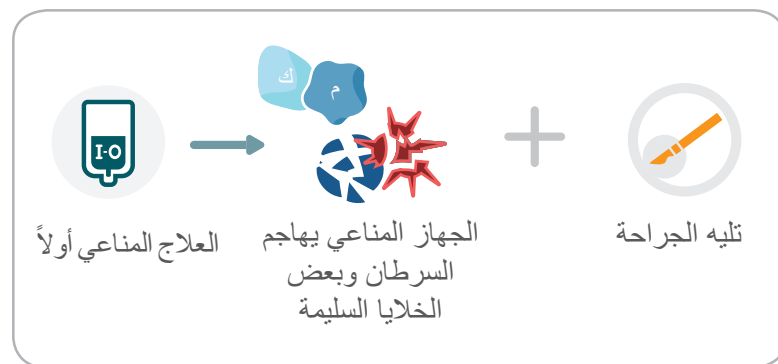 I-O
العلاج المناعي أولاً
ك
م
الجهاز المناعي يهاجم
السرطان وبعض
الخلايا السليمة
تليه الجراحة